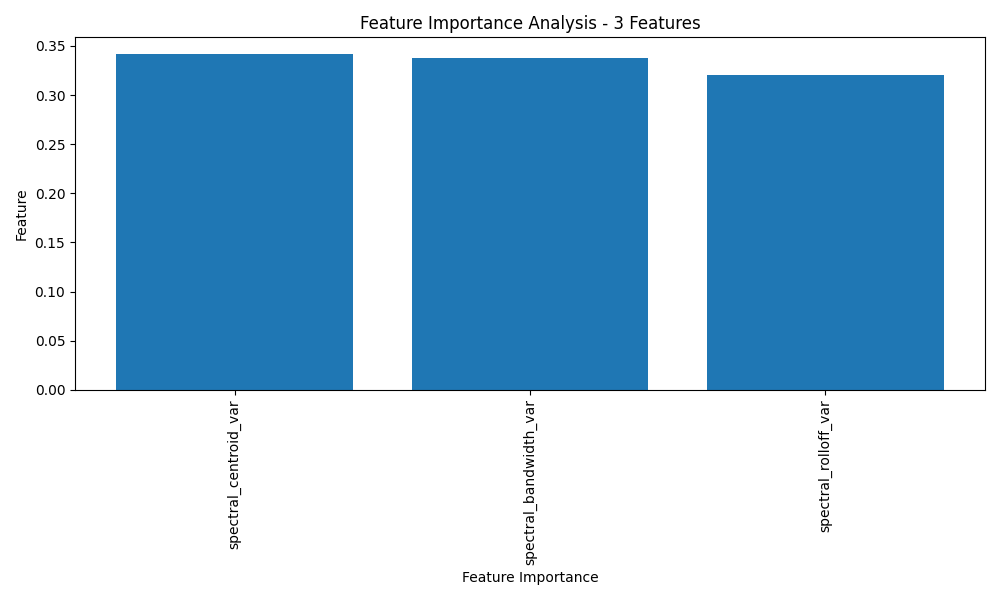 Feature Importance Analysis - 3 Features
Feature
0.35
0.30
0.25
0.20
0.15
0.10
0.05
0.00
spectral_centroid_var
spectral_bandwidth_var
spectral_rolloff_var
Feature Importance